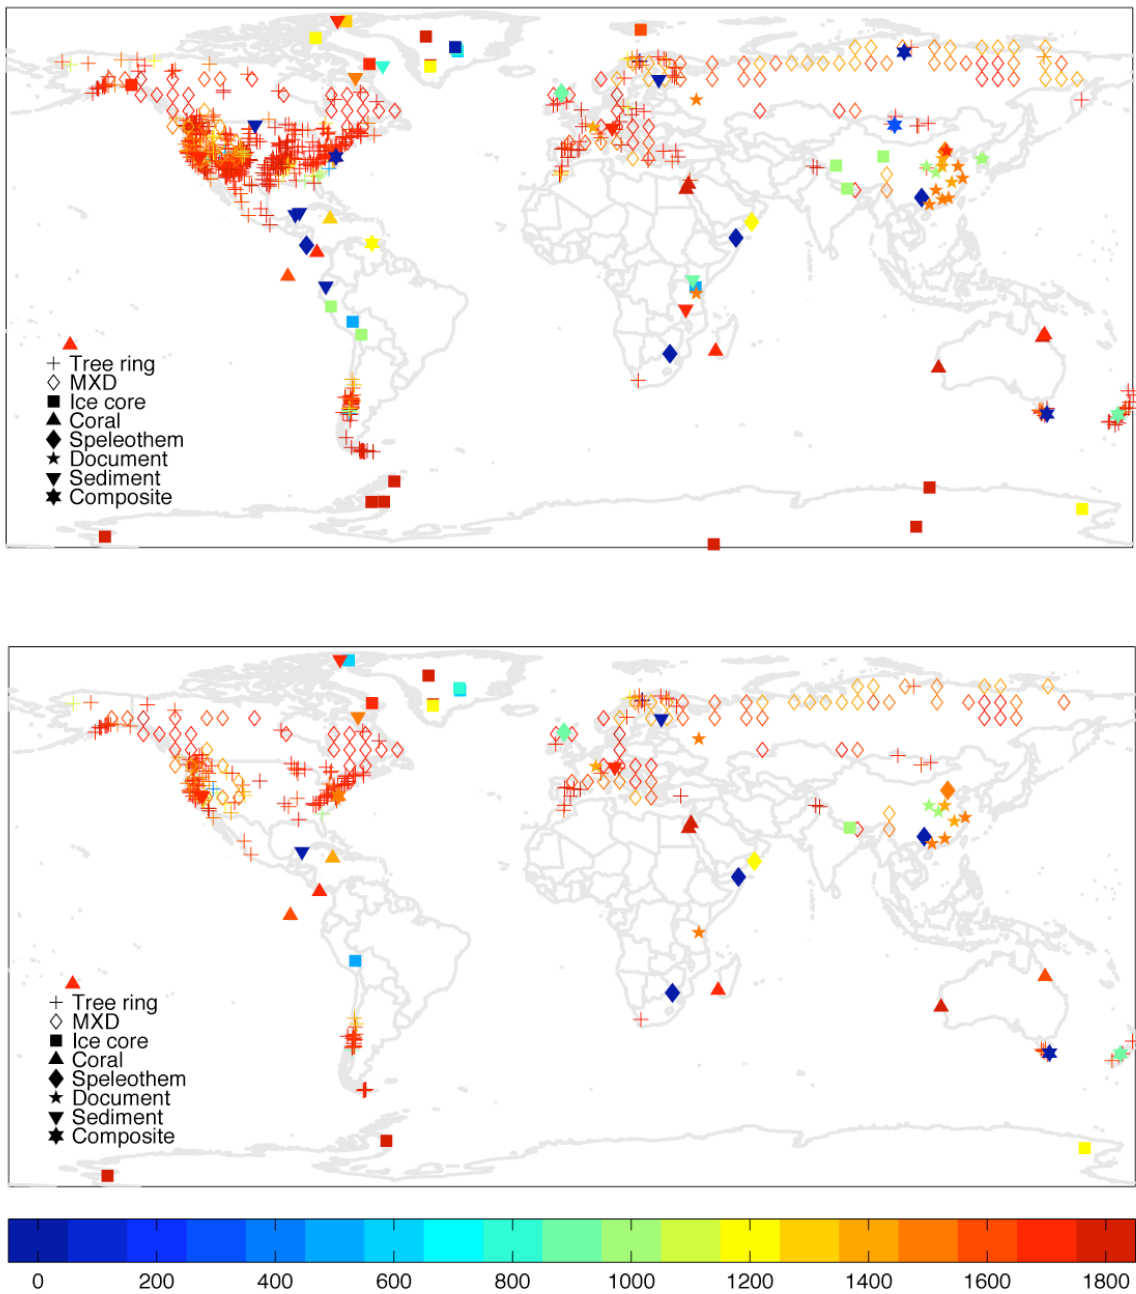 Tree ring
MXD
Ice core
Coral
Speleothem
Document
Sediment
Composite
Tree ring
MXD
Ice core
Coral
Speleothem
Document
Sediment
Composite
0 200 400 600 800 1000 1200 1400 1600 1800